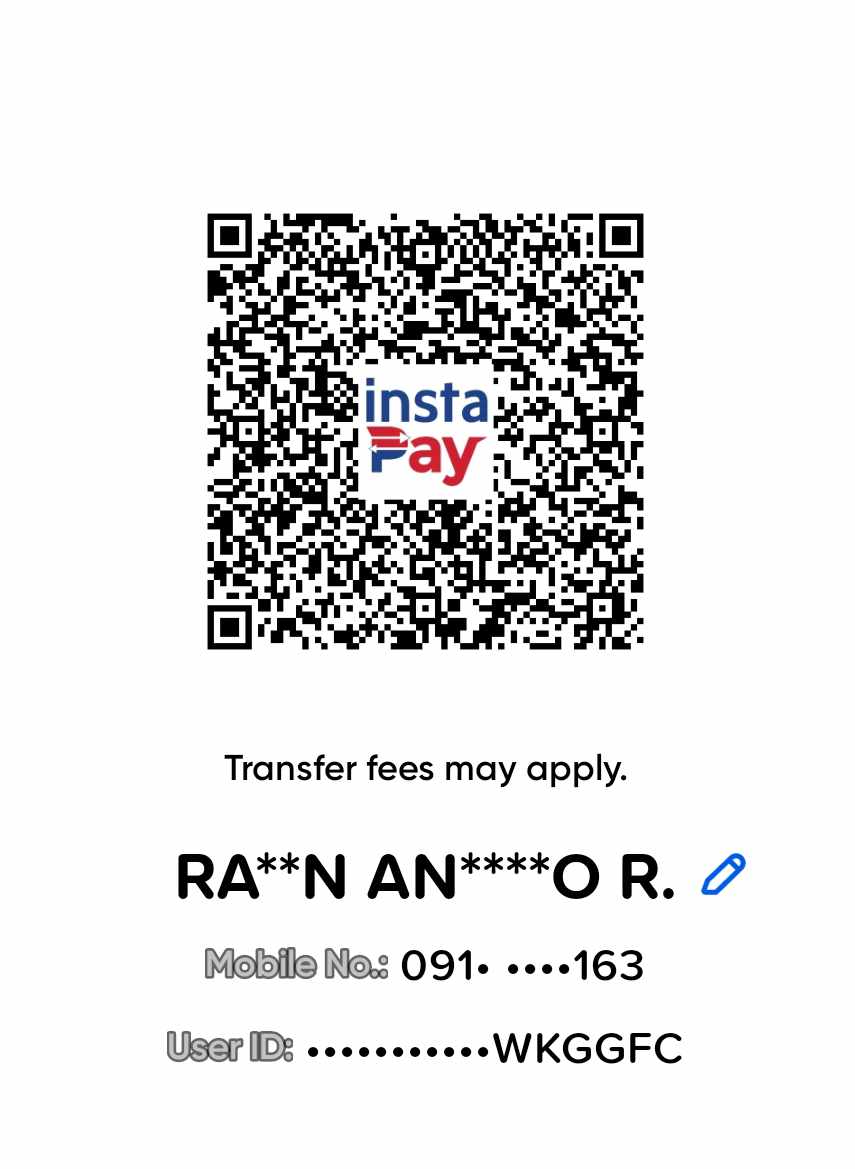 insta
Pay
Transfer fees may apply.
RA**N AN****O R.
Mobile No.: 091• ••••163
User ID: •••••••••••WKGGFC